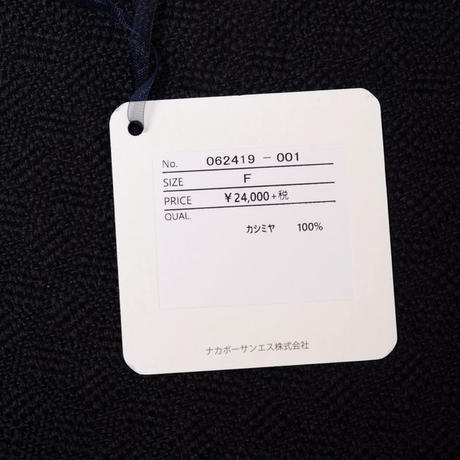 No. 062419 - 001
SIZE F
PRICE ¥24,000+税
QUAL.
カシミヤ 100%
ナカボーサンエス株式会社